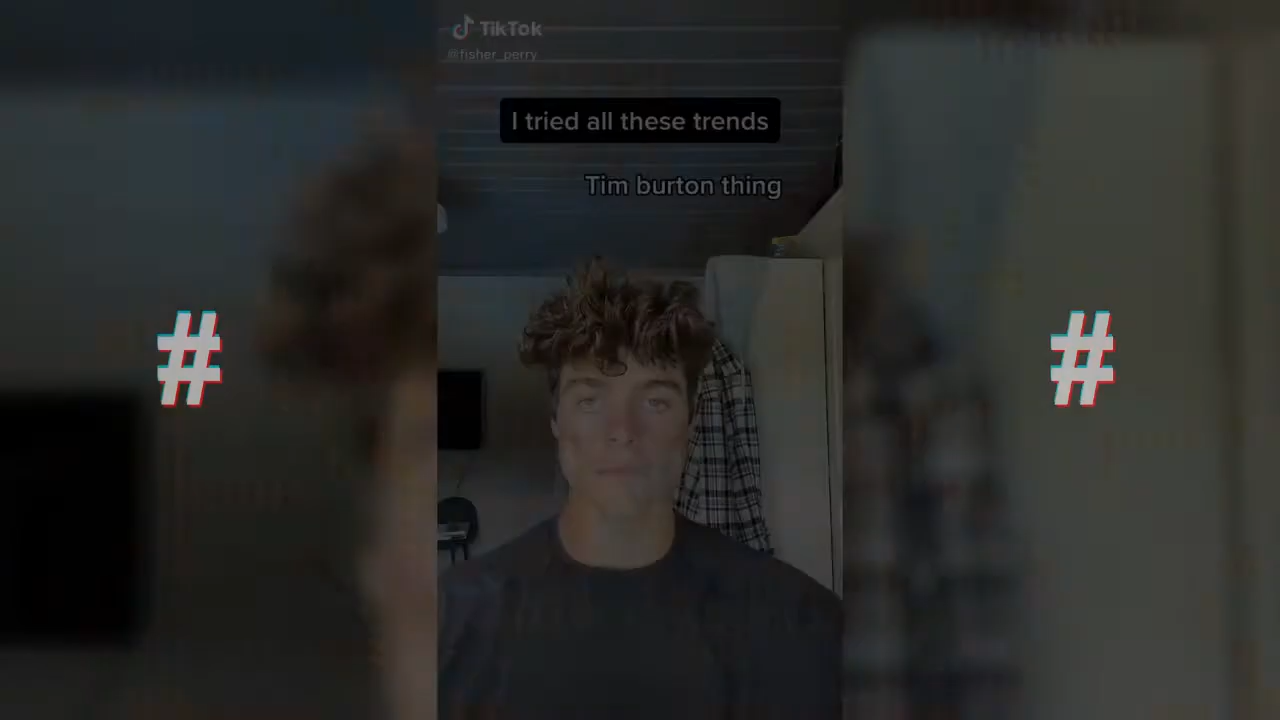 TikTok
@fisher_perry
I tried all these trends
Tim burton thing
#
#